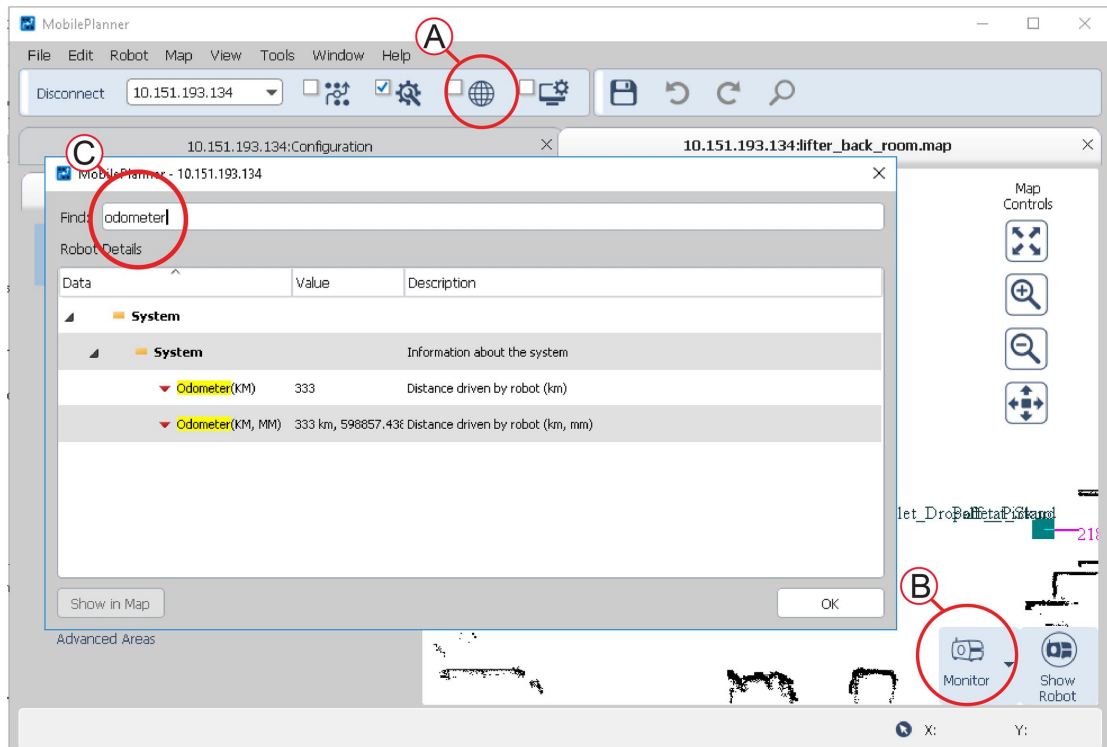 MobilePlanner
File Edit Robot Map View Tools Window Help
A
Disconnect 10.151.193.134
10.151.193.134:Configuration
10.151.193.134:lifter_back_room.map
C
MobilePlanner - 10.151.193.134
Find: odometer
Robot Details
Data Value Description
System
System Information about the system
Odometer(KM) 333 Distance driven by robot (km)
Odometer(KM, MM) 333 km, 598857.438 Distance driven by robot (km, mm)
Show in Map
OK
Map
Controls
218
B
Advanced Areas
Monitor
Show
Robot
X: Y: